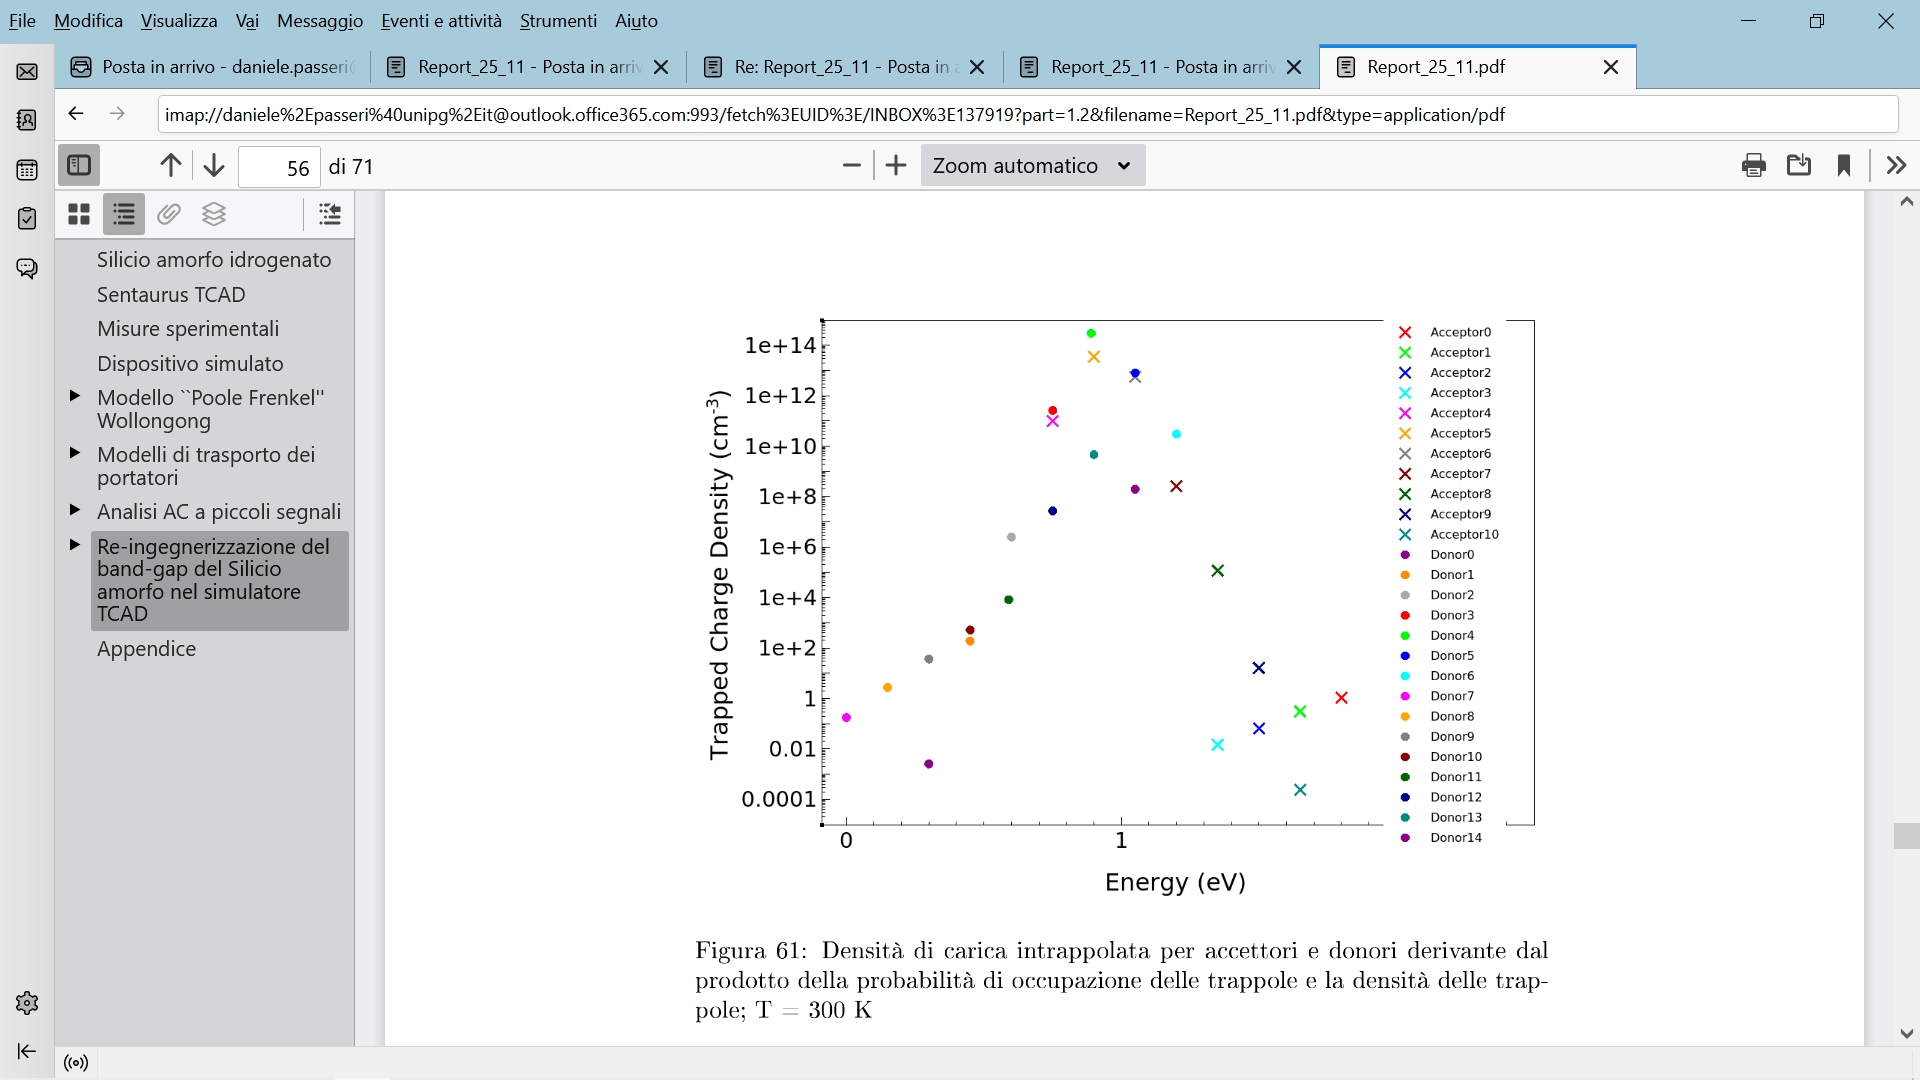 File Modifica Visualizza Vai Messaggio Eventi e attività Strumenti Aiuto
Posta in arrivo - daniele.passeri
Report_25_11 - Posta in arriv
Re: Report_25_11 - Posta in a
Report_25_11 - Posta in arriv
Report_25_11.pdf
imap://daniele%2Epasseri%40unipg%2Eit@outlook.office365.com:993/fetch%3EUID%3E/INBOX%3E137919?part=1.2&filename=Report_25_11.pdf&type=application/pdf
56 di 71
Zoom automatico
Silicio amorfo idrogenato
Sentaurus TCAD
Misure sperimentali
Dispositivo simulato
Modello ``Poole Frenkel''
Wollongong
Modelli di trasporto dei
portatori
Analisi AC a piccoli segnali
Re-ingegnerizzazione del
band-gap del Silicio
amorfo nel simulatore
TCAD
Appendice
Trapped Charge Density (cm-3)
1e+14
1e+12
1e+10
1e+8
1e+6
1e+4
1e+2
1
0.01
0.0001
0 1
Energy (eV)
Acceptor0
Acceptor1
Acceptor2
Acceptor3
Acceptor4
Acceptor5
Acceptor6
Acceptor7
Acceptor8
Acceptor9
Acceptor10
Donor0
Donor1
Donor2
Donor3
Donor4
Donor5
Donor6
Donor7
Donor8
Donor9
Donor10
Donor11
Donor12
Donor13
Donor14
Figura 61: Densità di carica intrappolata per accettori e donori derivante dal
prodotto della probabilità di occupazione delle trappole e la densità delle trap-
pole; T = 300 K